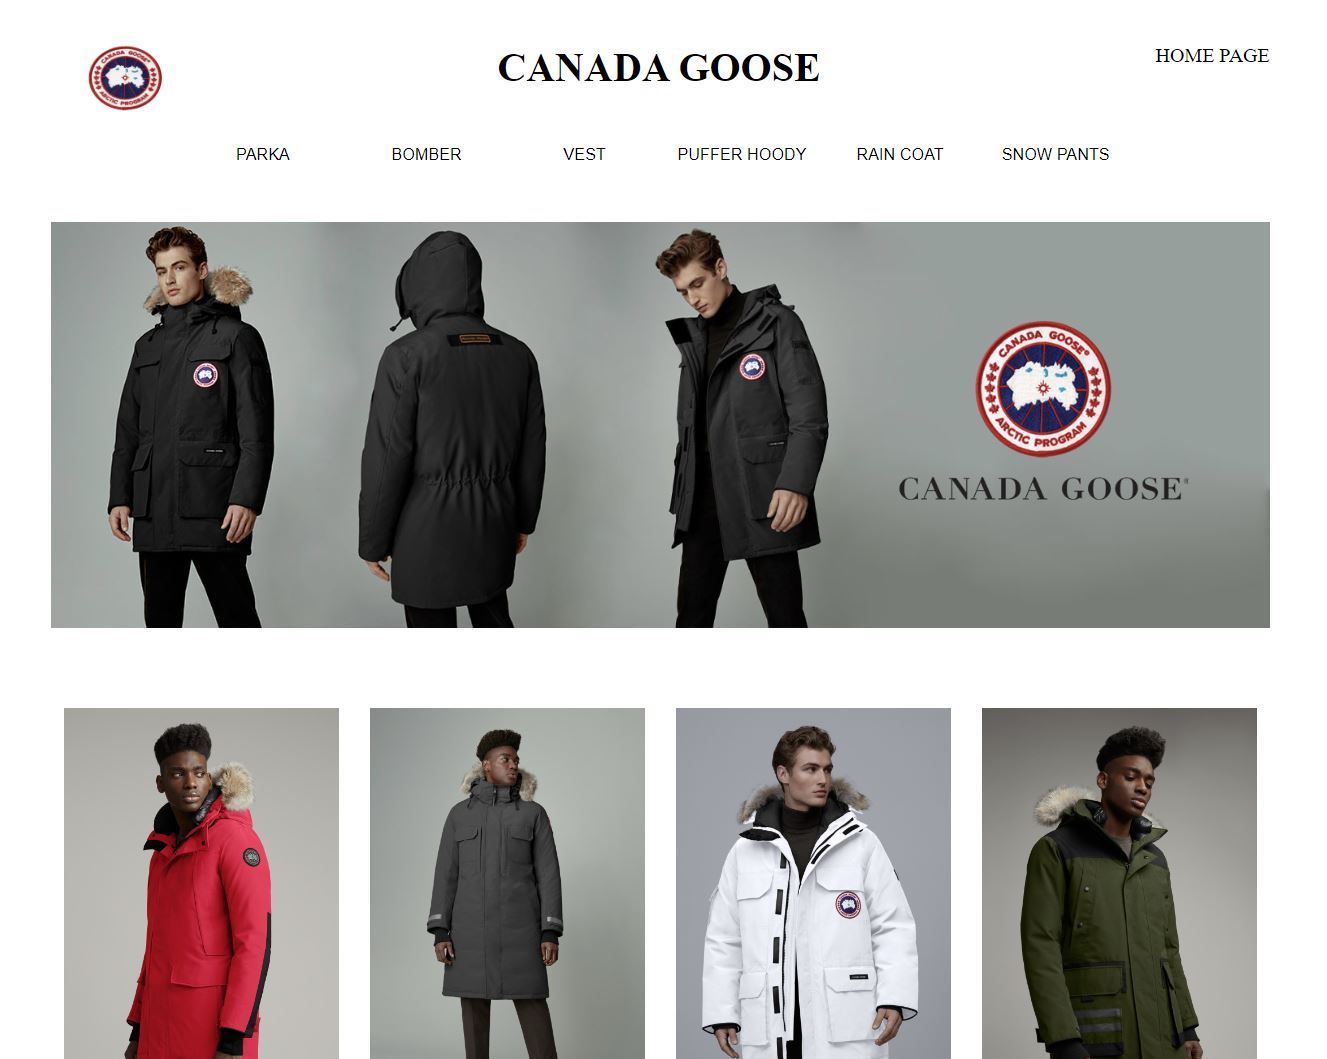 CANADA GOOSE
ARCTIC PROGRAM
CANADA GOOSE
HOME PAGE
PARKA BOMBER VEST PUFFER HOODY RAIN COAT SNOW PANTS
CANADA GOOSE®
ARCTIC PROGRAM
CANADA GOOSE®